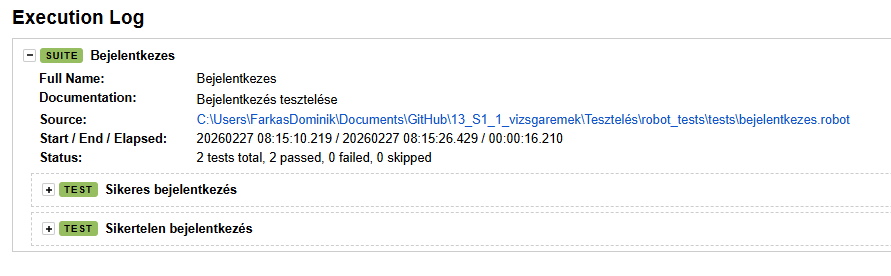 Execution Log
SUITE Bejelentkezes
Full Name: Bejelentkezes
Documentation: Bejelentkezés tesztelése
Source: C:\Users\FarkasDominik\Documents\GitHub\13_S1_1_vizsgaremek\Tesztelés\robot_tests\tests\bejelentkezes.robot
Start / End / Elapsed: 20260227 08:15:10.219 / 20260227 08:15:26.429 / 00:00:16.210
Status: 2 tests total, 2 passed, 0 failed, 0 skipped
TEST Sikeres bejelentkezés
TEST Sikertelen bejelentkezés